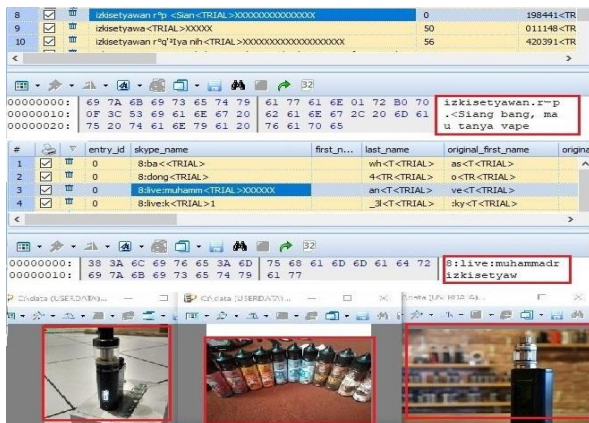 8 izkisetyawan r°p <Sian<TRIAL>XXXXXXXXXXXXXXX 0 198441<TR
9 izkisetyawa<TRIAL>XXXXX 50 011148<TR
10 izkisetyawan r°q'²Iya nih<TRIAL>XXXXXXXXXXXXXXXXXXX 56 420391<TR
32
00000000: 69 7A 6B 69 73 65 74 79 61 77 61 6E 01 72 B0 70 izkisetyawan.r¬p
00000010: 0F 3C 53 69 61 6E 67 20 62 61 6E 67 2C 20 6D 61 .<Siang bang, ma
00000020: 75 20 74 61 6E 79 61 20 76 61 70 65 u tanya vape
# entry_id skype_name first_n... last_name original_first_name origina
1 0 8:ba<<TRIAL> wh<T<TRIAL> as<T<TRIAL>
2 0 8:dong<TRIAL> 4<TR<TRIAL> o<TR<TRIAL>
3 0 8:live:muhamm<TRIAL>XXXXXX an<T<TRIAL> ve<T<TRIAL>
4 0 8:live:k<TRIAL>1 _3l<T<TRIAL> :ky<T<TRIAL>
32
00000000: 38 3A 6C 69 76 65 3A 6D 75 68 61 6D 6D 61 64 72 8:live:muhammadr
00000010: 69 7A 6B 69 73 65 74 79 61 77 izkisetyaw
C:\data (USERDATA)...